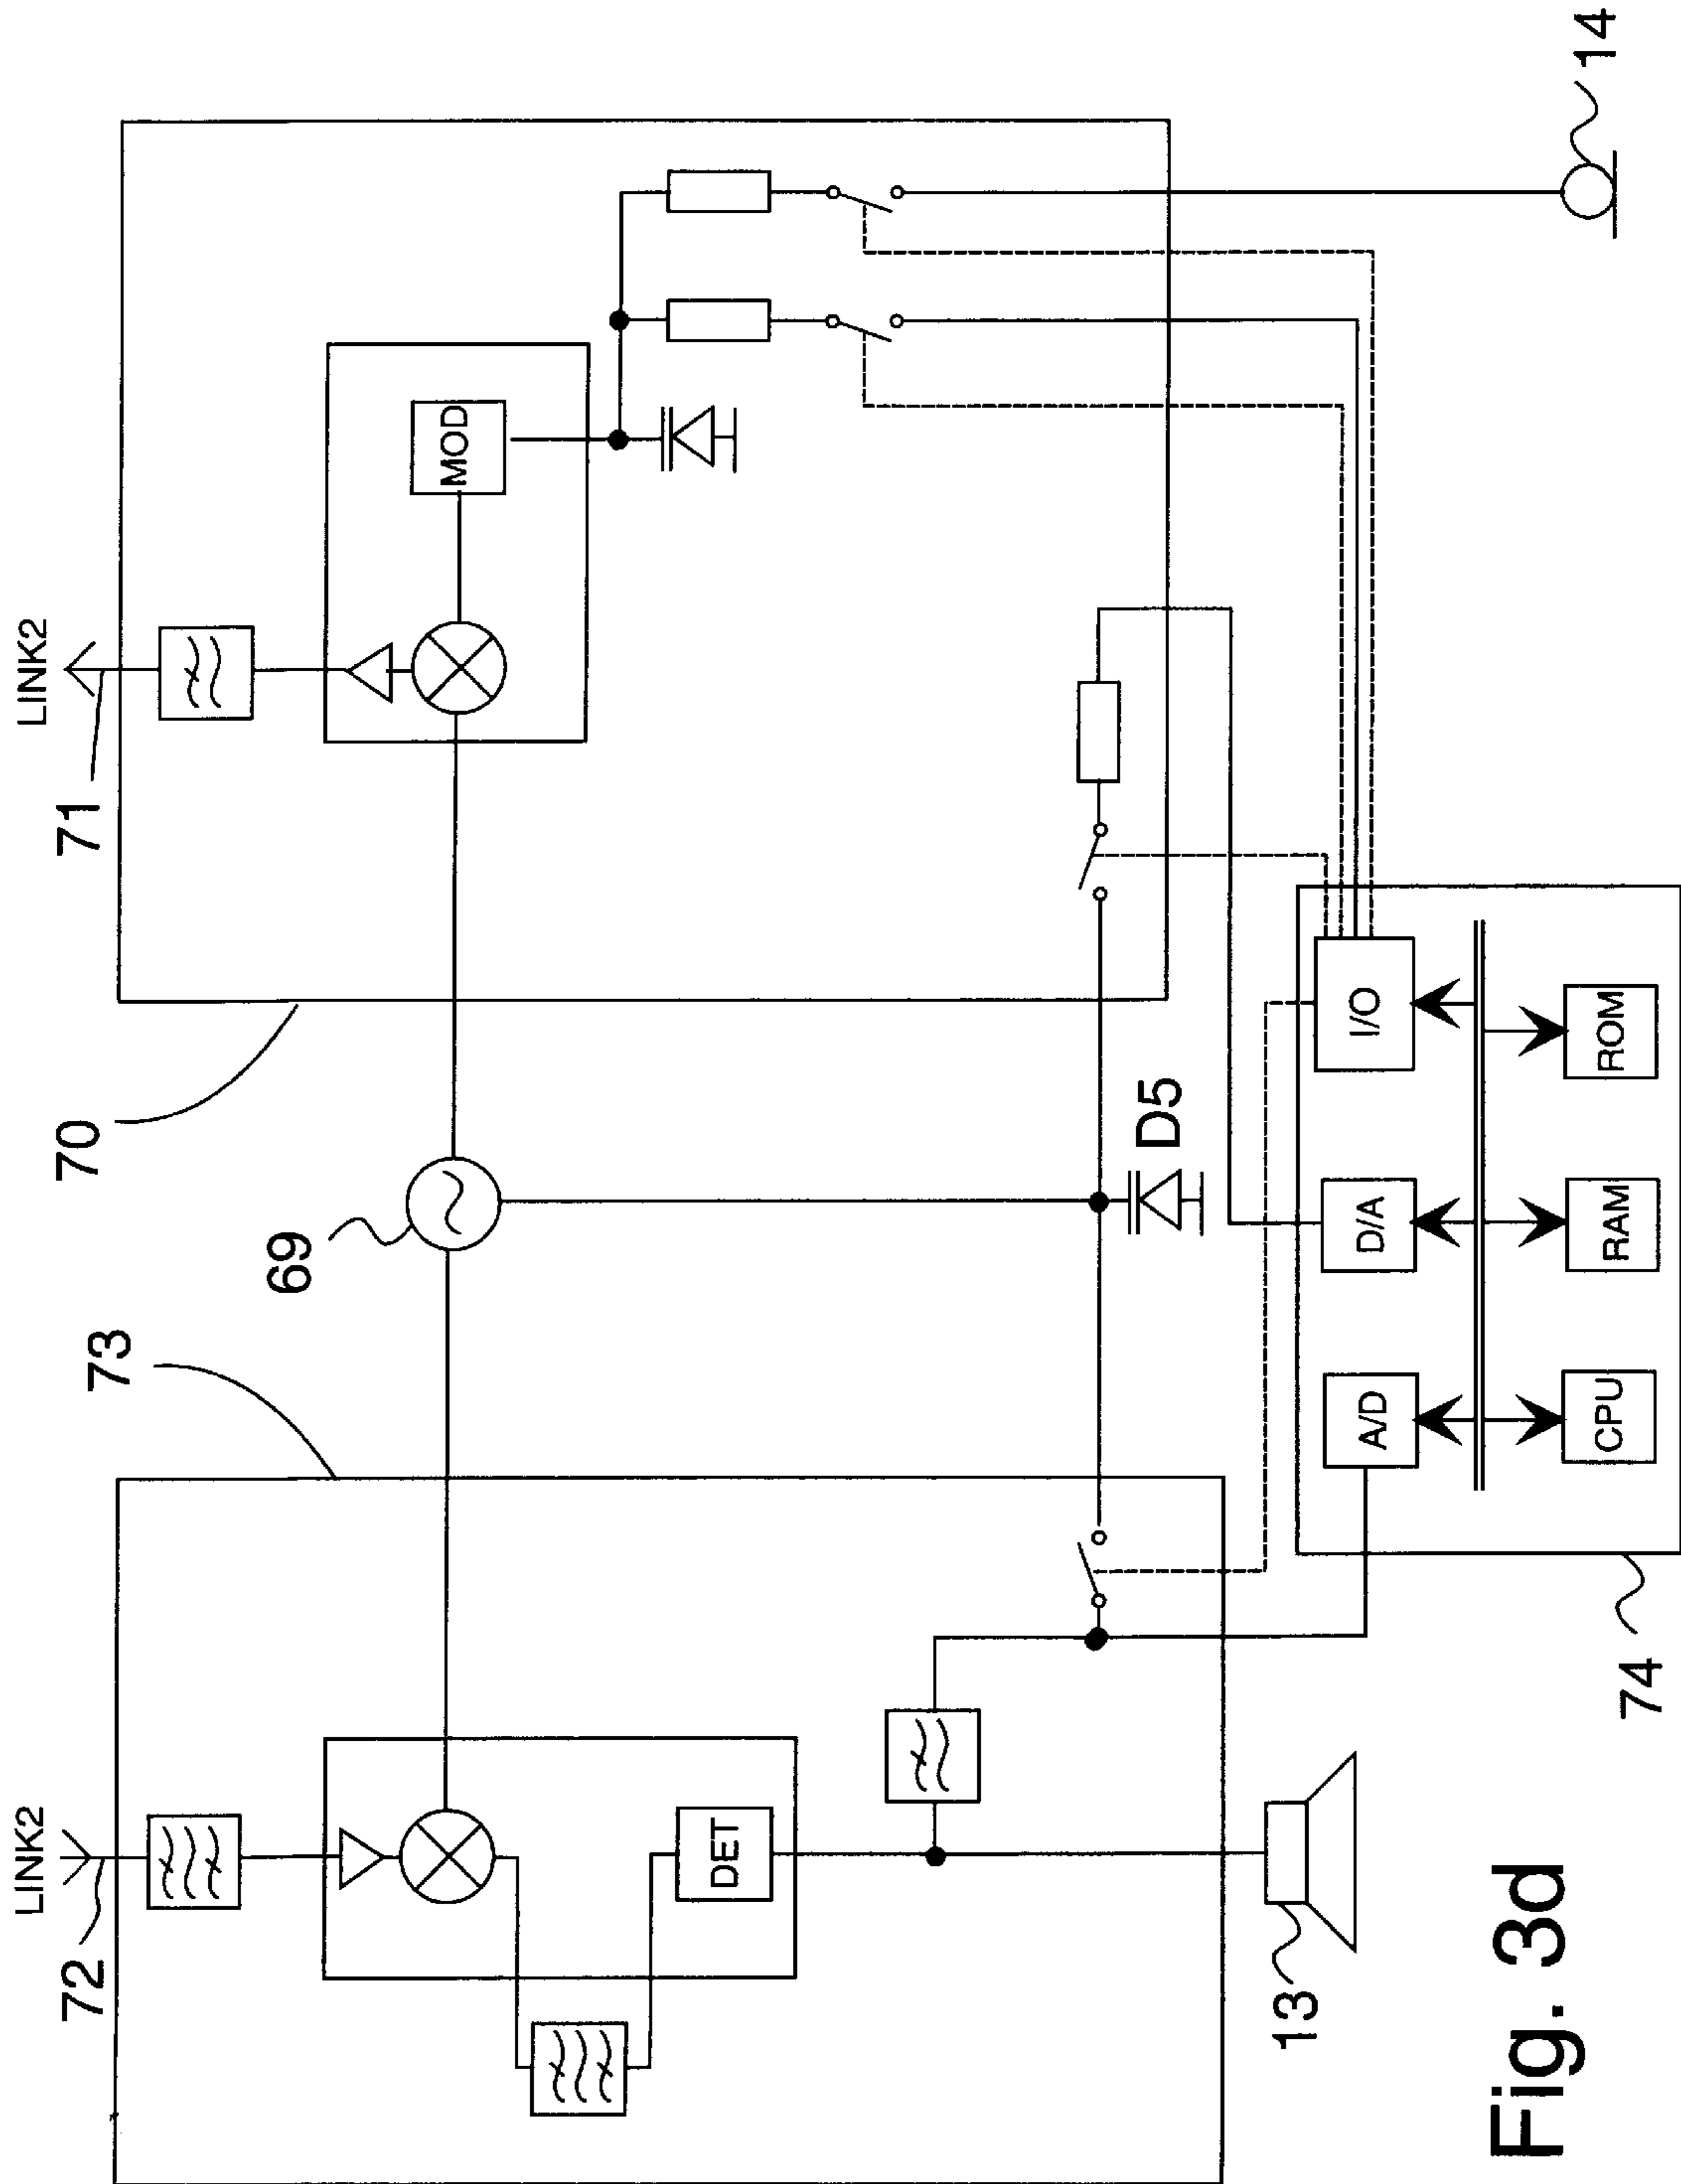 LINK2
72
73
LINK2
71
70
69
MOD
DET
D5
13
A/D
D/A
I/O
CPU
RAM
ROM
74
14
Fig. 3d